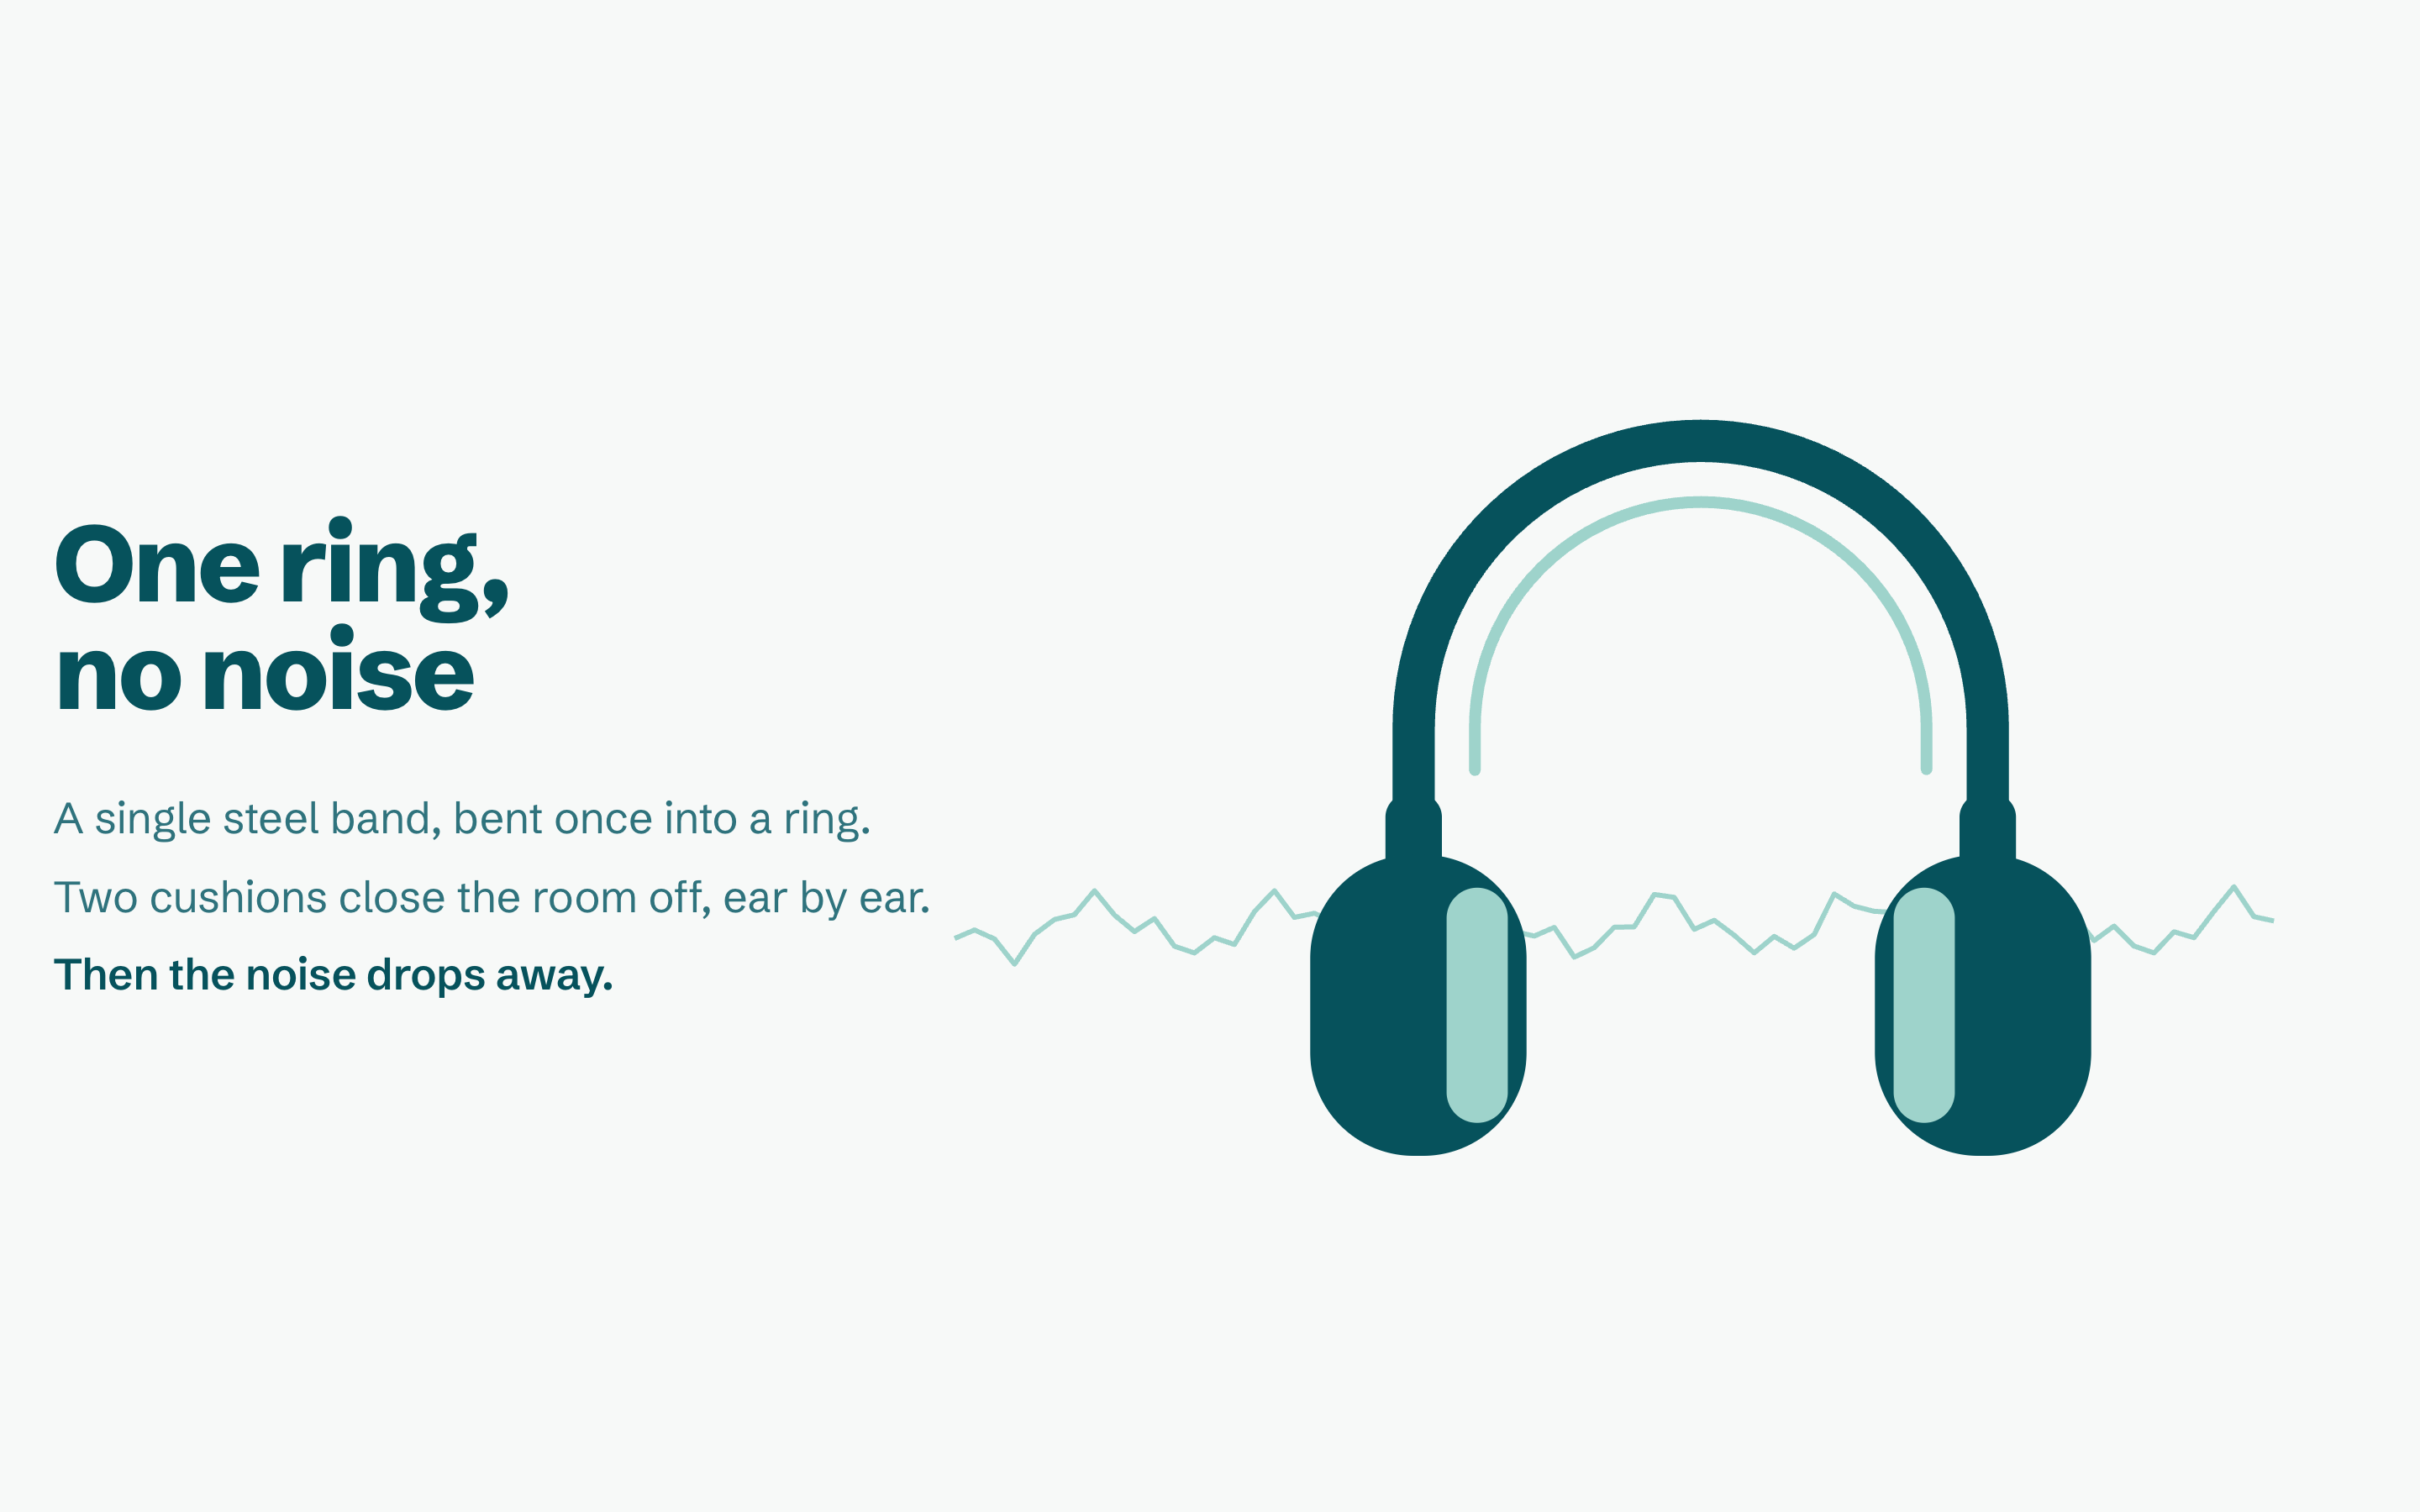 One ring,
no noise
A single steel band, bent once into a ring.
Two cushions close the room off, ear by ear.
Then the noise drops away.